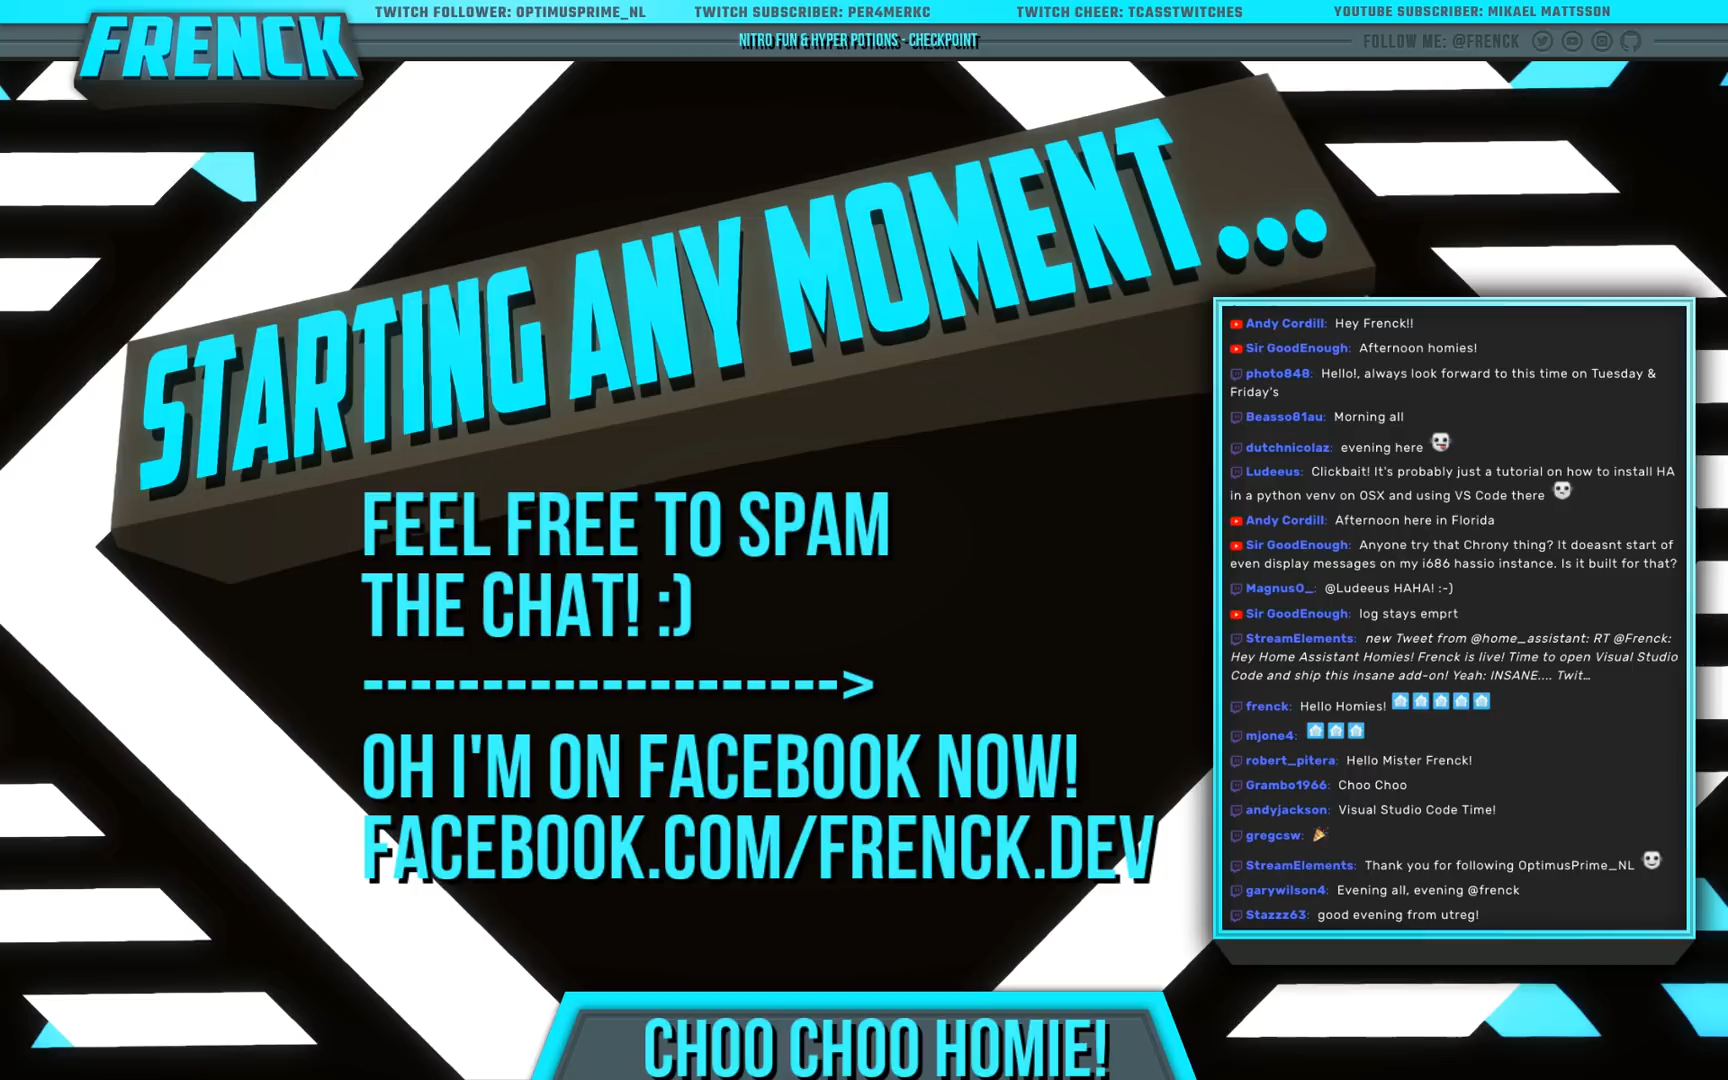 TWITCH FOLLOWER: OPTIMUSPRIME_NL
TWITCH SUBSCRIBER: PER4MERKC
TWITCH CHEER: TCASSTWITCHES
YOUTUBE SUBSCRIBER: MIKAEL MATTSSON
FRENCK
NITRO FUN & HYPER POTIONS - CHECKPOINT
FOLLOW ME: @FRENCK
STARTING ANY MOMENT...
FEEL FREE TO SPAM
THE CHAT! :)
-------------------->
OH I'M ON FACEBOOK NOW!
FACEBOOK.COM/FRENCK.DEV
Andy Cordill: Hey Frenck!!
Sir GoodEnough: Afternoon homies!
photo848: Hello!, always look forward to this time on Tuesday &
Friday's
Beasso81au: Morning all
dutchnicolaz: evening here
Ludeeus: Clickbait! It's probably just a tutorial on how to install HA
in a python venv on OSX and using VS Code there
Andy Cordill: Afternoon here in Florida
Sir GoodEnough: Anyone try that Chrony thing? It doeasnt start of
even display messages on my i686 hassio instance. Is it built for that?
MagnusO_: @Ludeeus HAHA! :-)
Sir GoodEnough: log stays emprt
StreamElements: new Tweet from @home_assistant: RT @Frenck:
Hey Home Assistant Homies! Frenck is live! Time to open Visual Studio
Code and ship this insane add-on! Yeah: INSANE.... Twit...
frenck: Hello Homies!
mjone4:
robert_pitera: Hello Mister Frenck!
Grambo1966: Choo Choo
andyjackson: Visual Studio Code Time!
gregcsw: 🎉
StreamElements: Thank you for following OptimusPrime_NL
garywilson4: Evening all, evening @frenck
Stazzz63: good evening from utreg!
CHOO CHOO HOMIE!